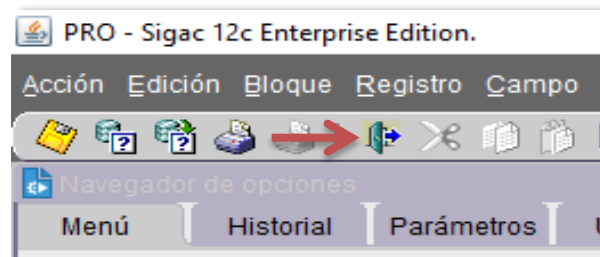 PRO - Sigac 12c Enterprise Edition.
Acción Edición Bloque Registro Campo
Navegador de opciones
Menú Historial Parámetros